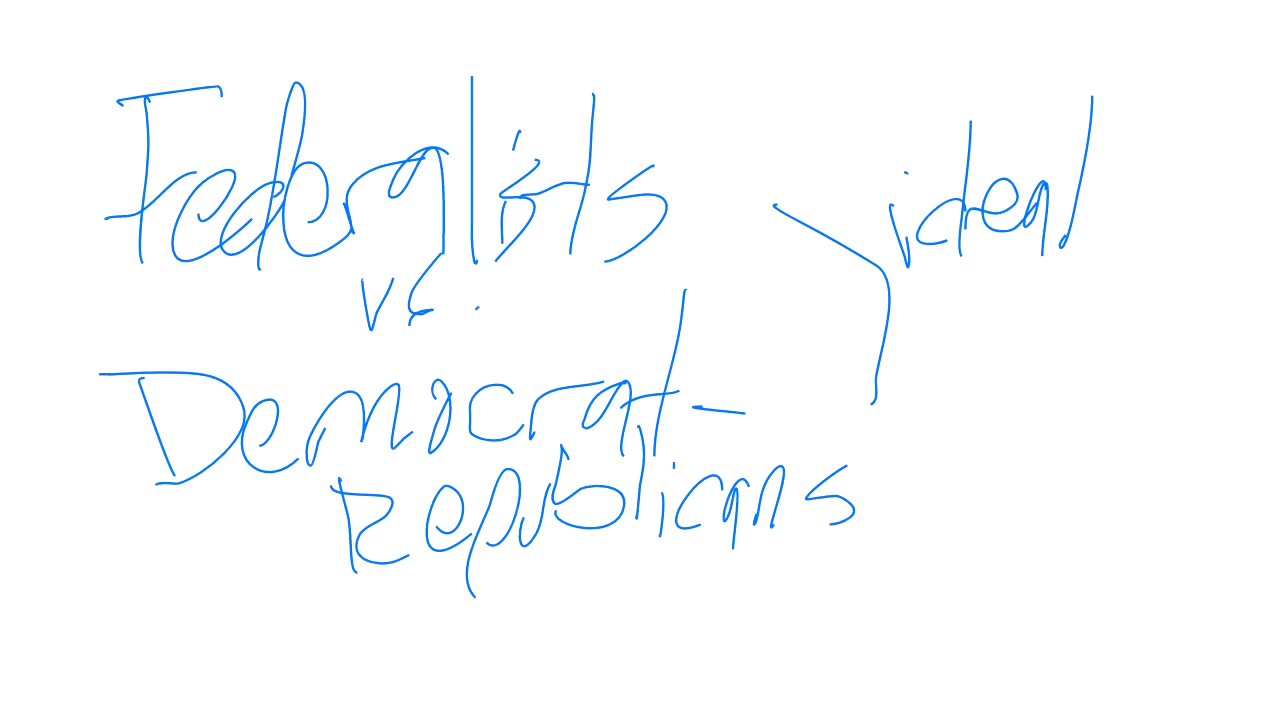 Federalists
vs.
Democrat-
Republicans
ideal